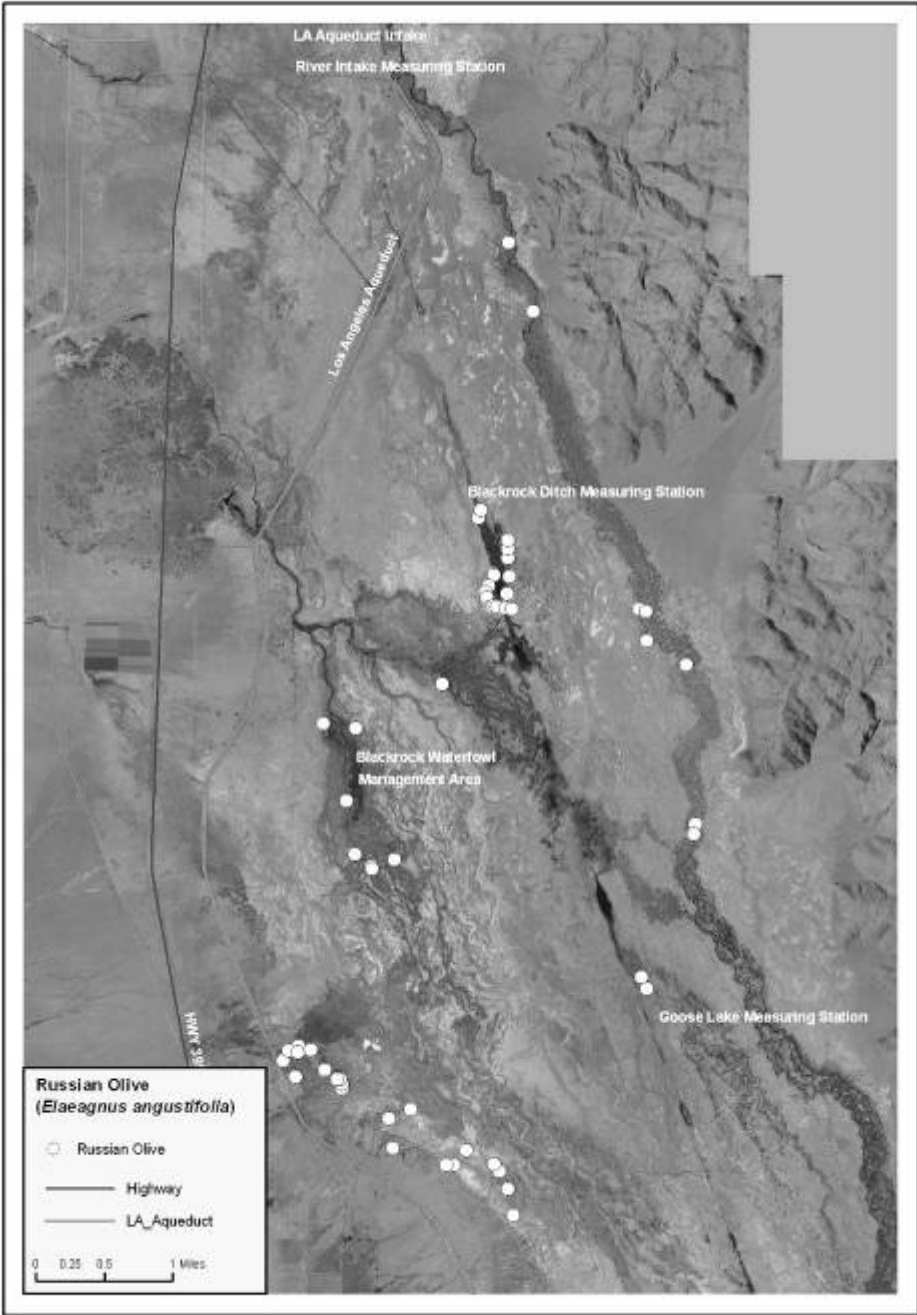 LA Aqueduct Intake
River Intake Measuring Station
Los Angeles Aqueduct
Blackrock Ditch Measuring Station
Blackrock Waterfowl
Management Area
Goose Lake Measuring Station
HWY 39
Russian Olive
(Elaeagnus angustifolia)
Russian Olive
Highway
LA_Aqueduct
0 0.25 0.5 1 Miles